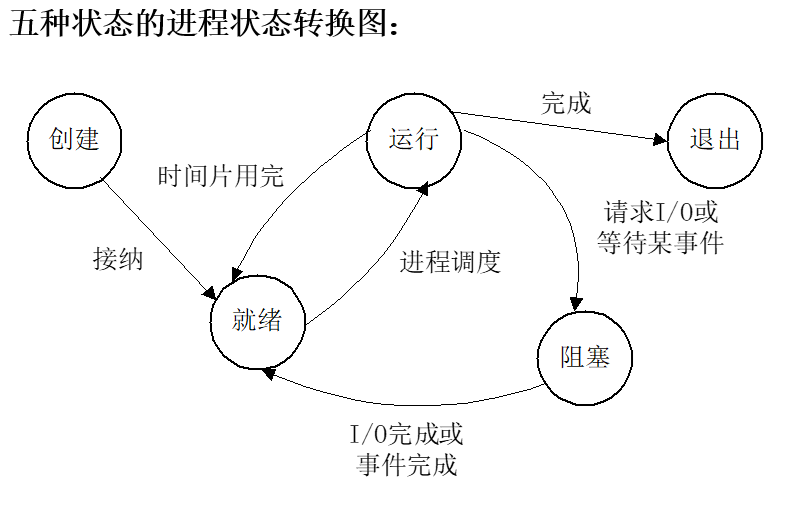 五种状态的进程状态转换图：
完成
创建
运行
退出
时间片用完
请求I/O或
等待某事件
接纳
进程调度
就绪
阻塞
I/O完成或
事件完成